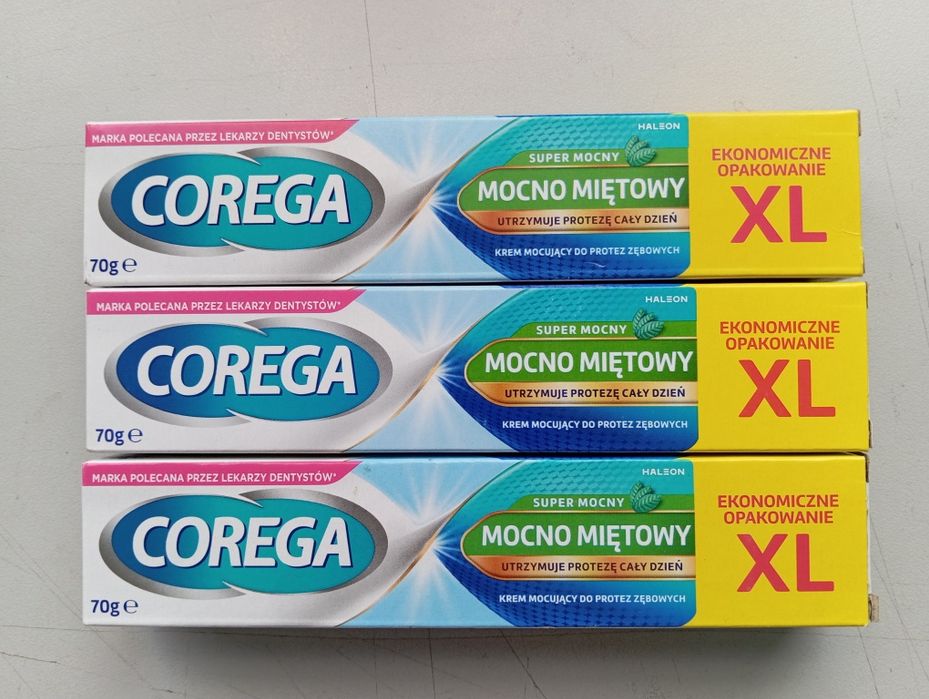 MARKA POLECANA PRZEZ LEKARZY DENTYSTÓW*
COREGA
70g ℮
HALEON
SUPER MOCNY
MOCNO MIĘTOWY
UTRZYMUJE PROTEZĘ CAŁY DZIEŃ
KREM MOCUJĄCY DO PROTEZ ZĘBOWYCH
EKONOMICZNE
OPAKOWANIE
XL
MARKA POLECANA PRZEZ LEKARZY DENTYSTÓW*
COREGA
70g ℮
HALEON
SUPER MOCNY
MOCNO MIĘTOWY
UTRZYMUJE PROTEZĘ CAŁY DZIEŃ
KREM MOCUJĄCY DO PROTEZ ZĘBOWYCH
EKONOMICZNE
OPAKOWANIE
XL
MARKA POLECANA PRZEZ LEKARZY DENTYSTÓW*
COREGA
70g ℮
HALEON
SUPER MOCNY
MOCNO MIĘTOWY
UTRZYMUJE PROTEZĘ CAŁY DZIEŃ
KREM MOCUJĄCY DO PROTEZ ZĘBOWYCH
EKONOMICZNE
OPAKOWANIE
XL